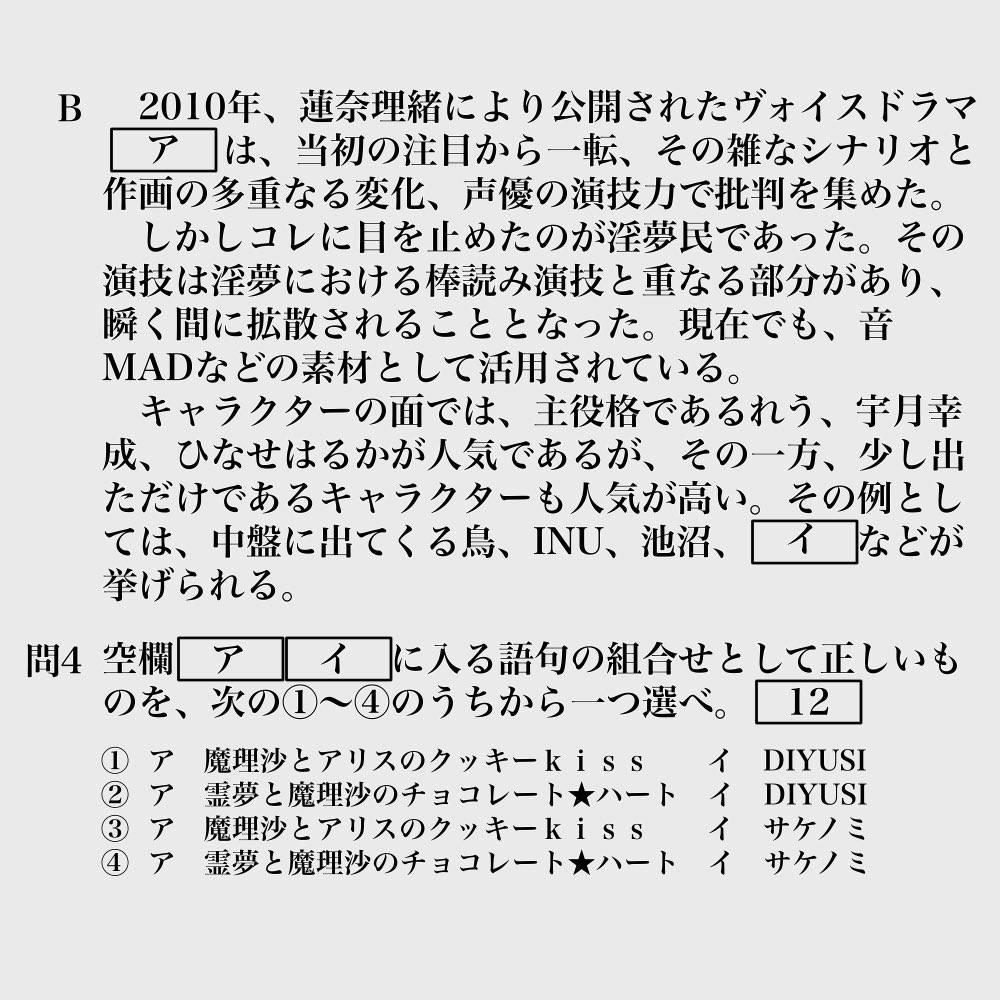 B 2010年、蓮奈理緒により公開されたヴォイスドラマ
アは、当初の注目から一転、その雑なシナリオと
作画の多重なる変化、声優の演技力で批判を集めた。
しかしコレに目を止めたのが淫夢民であった。その
演技は淫夢における棒読み演技と重なる部分があり、
瞬く間に拡散されることとなった。現在でも、音
MADなどの素材として活用されている。
キャラクターの面では、主役格であるれう、宇月幸
成、ひなせはるかが人気であるが、その一方、少し出
ただけであるキャラクターも人気が高い。その例とし
ては、中盤に出てくる鳥、INU、池沼、イなどが
挙げられる。
問4 空欄アイに入る語句の組合せとして正しいも
のを、次の①〜④のうちから一つ選べ。12
① ア 魔理沙とアリスのクッキーｋｉｓｓ イ DIYUSI
② ア 霊夢と魔理沙のチョコレート★ハート イ DIYUSI
③ ア 魔理沙とアリスのクッキーｋｉｓｓ イ サケノミ
④ ア 霊夢と魔理沙のチョコレート★ハート イ サケノミ